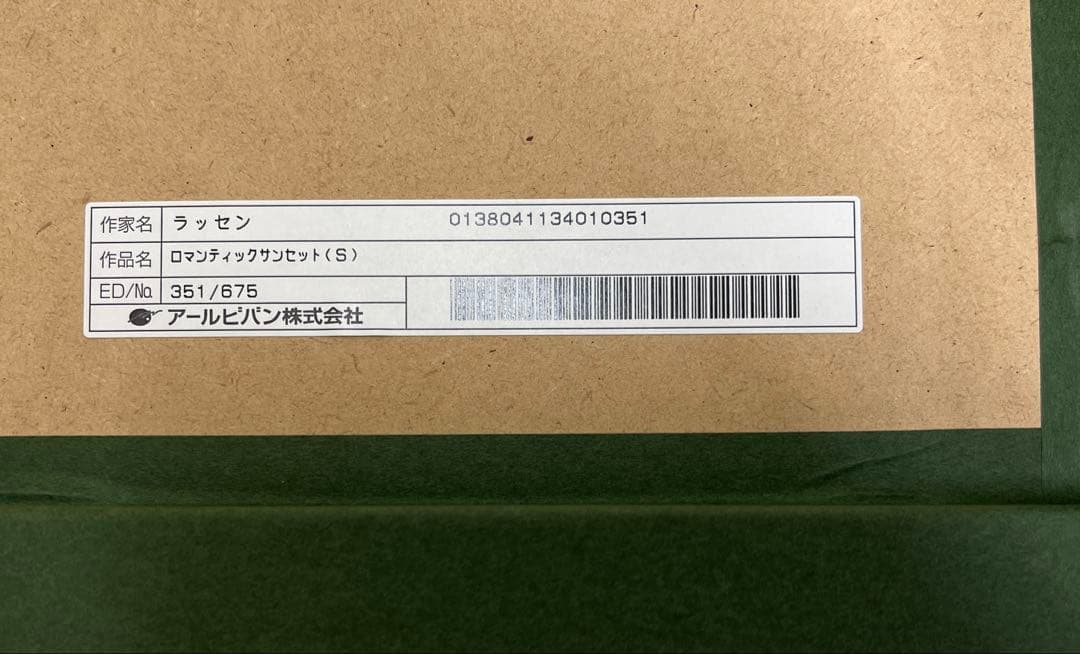 作家名 ラッセン 0138041134010351
作品名 ロマンティックサンセット(S)
ED/No. 351/675
アールビバン株式会社